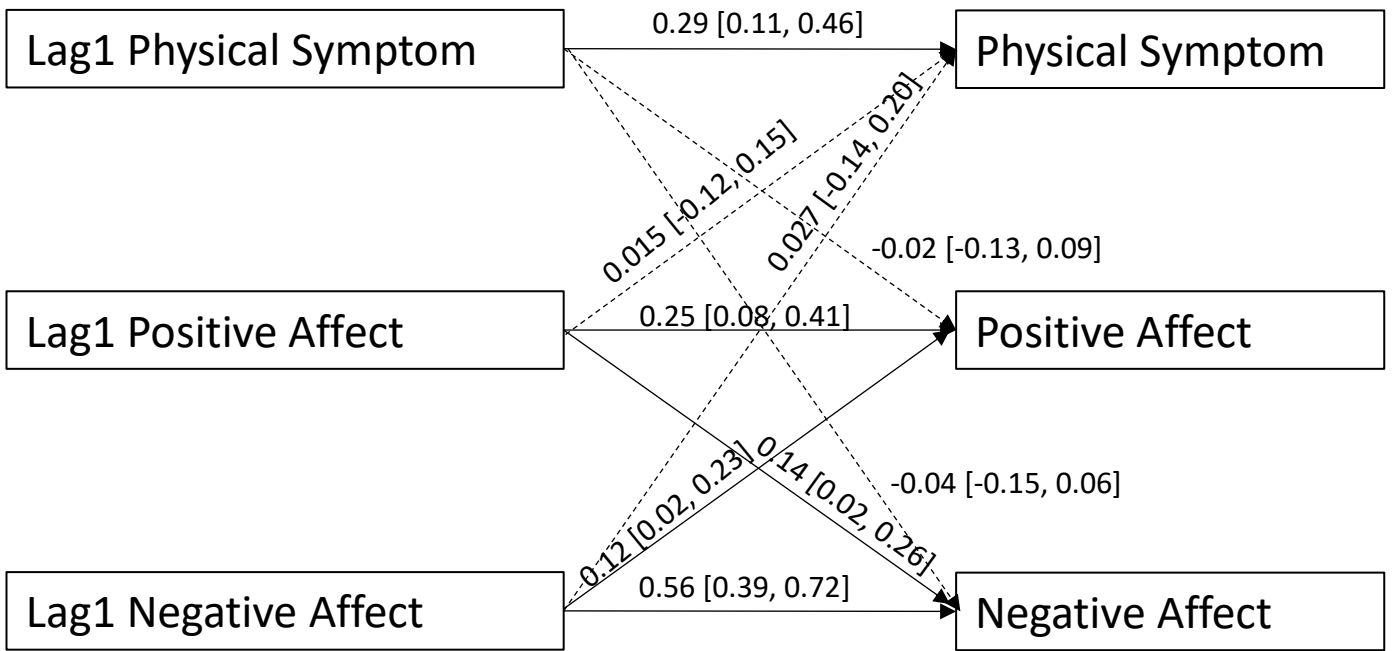 0.29 [0.11, 0.46]
Lag1 Physical Symptom
Physical Symptom
0.015 [-0.12, 0.15]
0.027 [-0.14, 0.20]
-0.02 [-0.13, 0.09]
Lag1 Positive Affect
0.25 [0.08, 0.41]
Positive Affect
0.12 [0.02, 0.23]
0.14 [0.02, 0.26]
-0.04 [-0.15, 0.06]
Lag1 Negative Affect
0.56 [0.39, 0.72]
Negative Affect